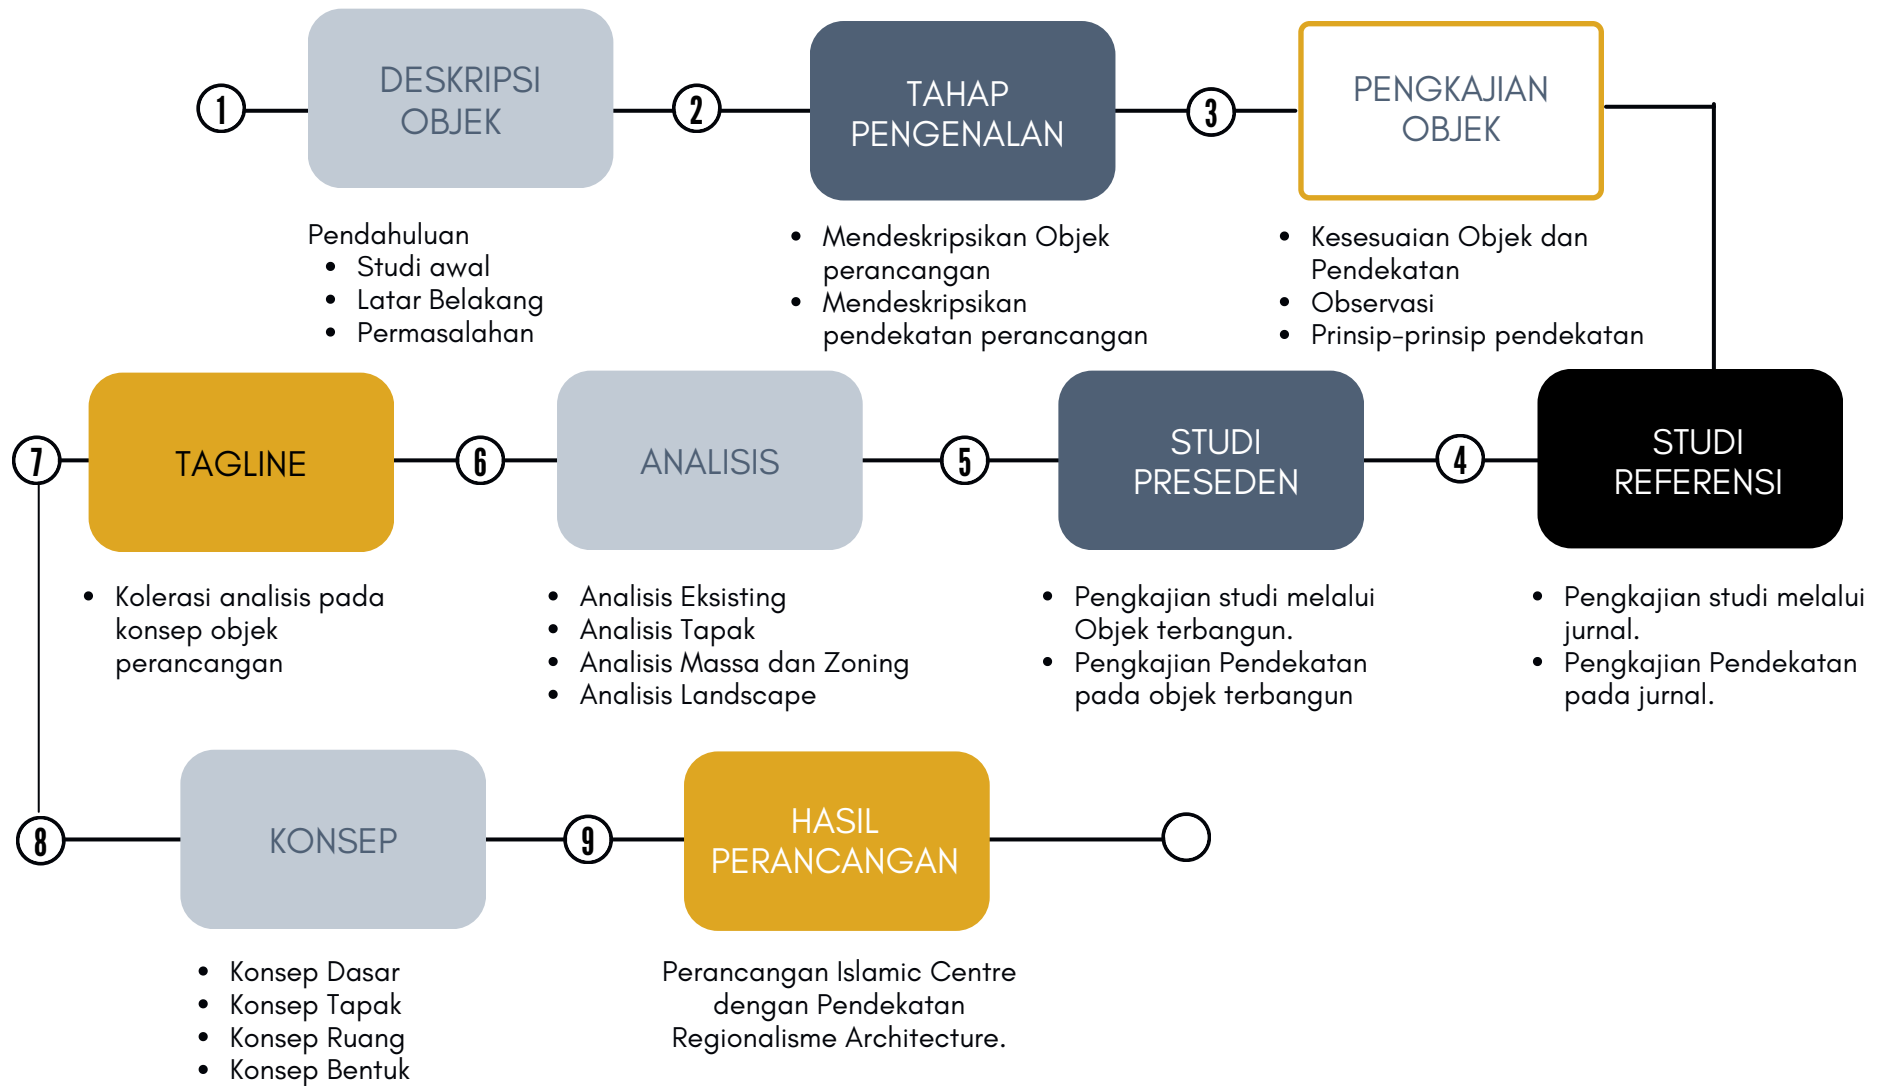 1
DESKRIPSI
OBJEK
2
TAHAP
PENGENALAN
3
PENGKAJIAN
OBJEK
Pendahuluan
• Studi awal
• Latar Belakang
• Permasalahan
• Mendeskripsikan Objek
perancangan
• Mendeskripsikan
pendekatan perancangan
• Kesesuaian Objek dan
Pendekatan
• Observasi
• Prinsip-prinsip pendekatan
7
TAGLINE
6
ANALISIS
5
STUDI
PRESEDEN
4
STUDI
REFERENSI
• Kolerasi analisis pada
konsep objek
perancangan
• Analisis Eksisting
• Analisis Tapak
• Analisis Massa dan Zoning
• Analisis Landscape
• Pengkajian studi melalui
Objek terbangun.
• Pengkajian Pendekatan
pada objek terbangun
• Pengkajian studi melalui
jurnal.
• Pengkajian Pendekatan
pada jurnal.
8
KONSEP
9
HASIL
PERANCANGAN
• Konsep Dasar
• Konsep Tapak
• Konsep Ruang
• Konsep Bentuk
Perancangan Islamic Centre
dengan Pendekatan
Regionalisme Architecture.